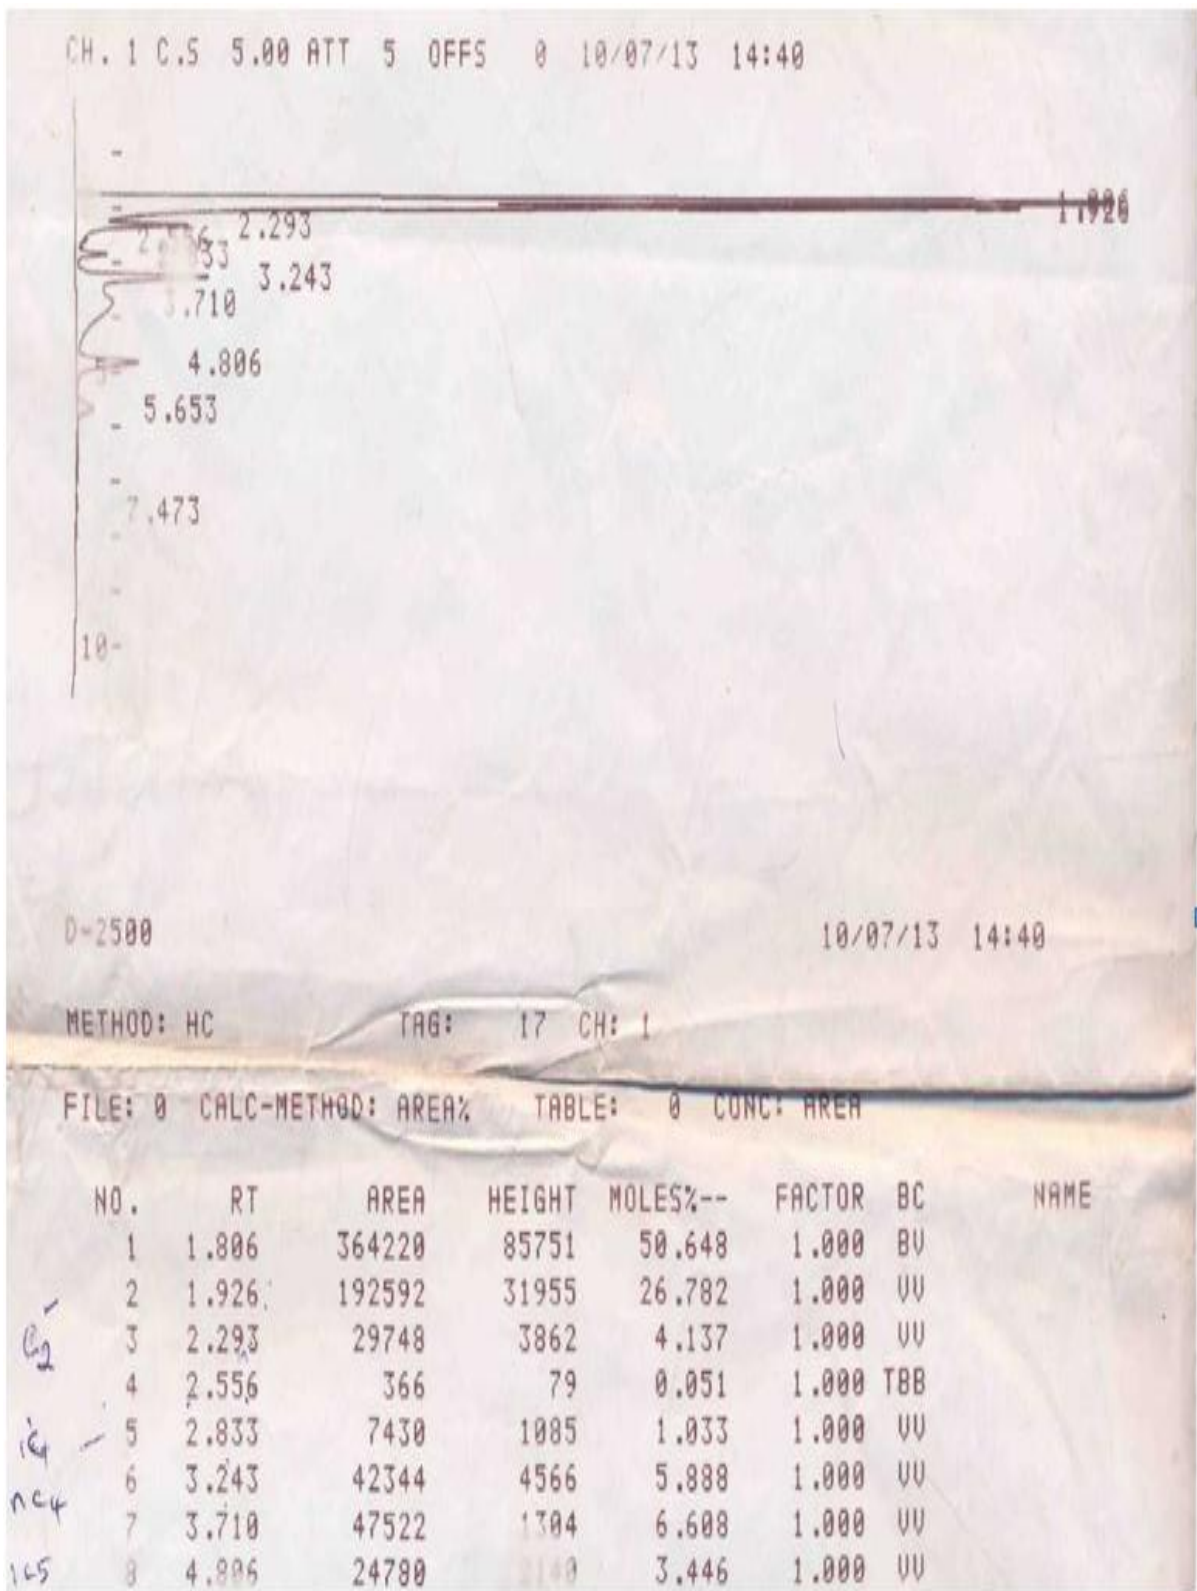 CH. 1 C.S 5.00 ATT 5 OFFS 0 10/07/13 14:40
1.926
2.293
3.243
3.710
4.806
5.653
7.473
10-
D-2500 10/07/13 14:40
METHOD: HC TAG: 17 CH: 1
FILE: 0 CALC-METHOD: AREA% TABLE: 0 CONC: AREA
NO. RT AREA HEIGHT MOLES%-- FACTOR BC NAME
1 1.806 364220 85751 50.648 1.000 BV
2 1.926 192592 31955 26.782 1.000 VV
C2 3 2.293 29748 3862 4.137 1.000 VV
4 2.556 366 79 0.051 1.000 TBB
ic4 5 2.833 7430 1085 1.033 1.000 VV
nc4 6 3.243 42344 4566 5.888 1.000 VV
7 3.710 47522 1304 6.608 1.000 VV
ic5 8 4.806 24780 2140 3.446 1.000 VV